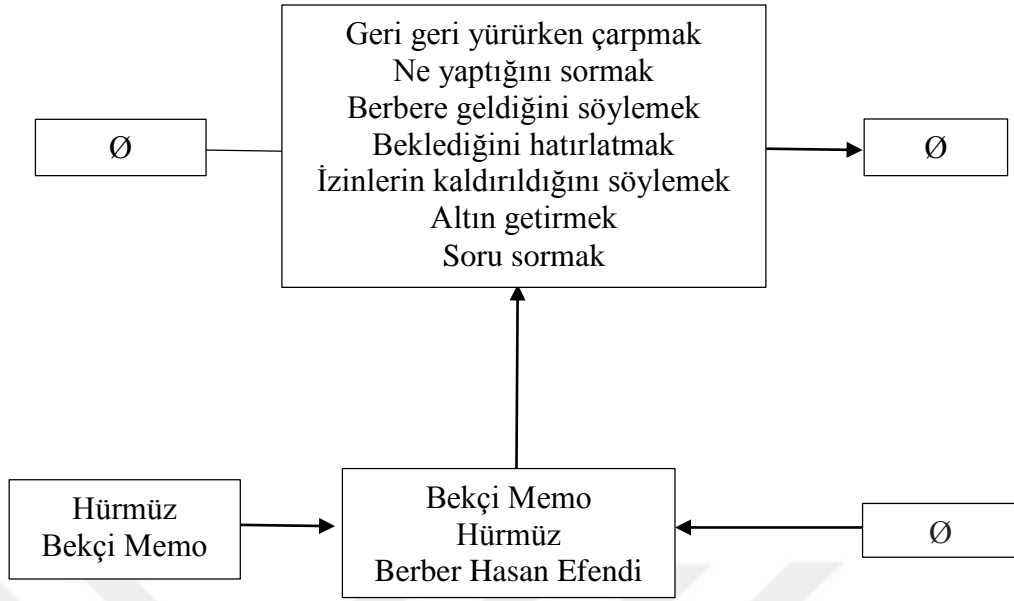 Geri geri yürürken çarpmak
Ne yaptığını sormak
Berbere geldiğini söylemek
Beklediğini hatırlatmak
İzinlerin kaldırıldığını söylemek
Altın getirmek
Soru sormak
Ø
Ø
Hürmüz
Bekçi Memo
Bekçi Memo
Hürmüz
Berber Hasan Efendi
Ø